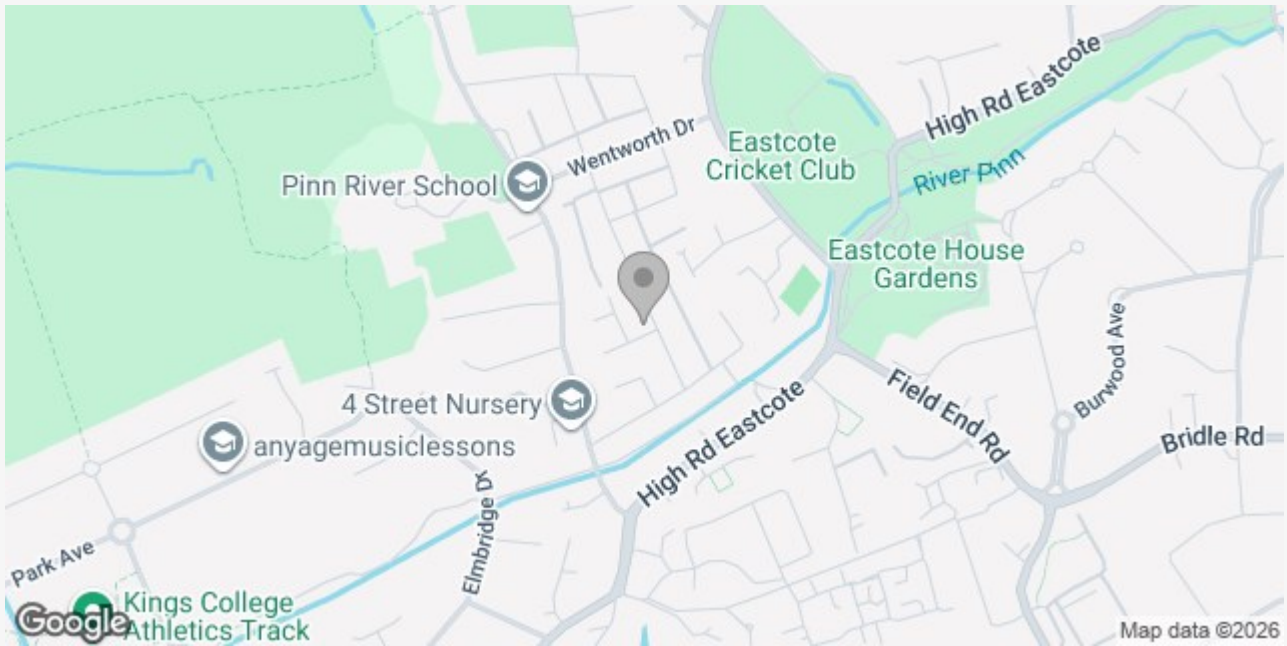 High Rd Eastcote
Wentworth Dr
Eastcote
Cricket Club
Pinn River School
River Pinn
Eastcote House
Gardens
Burwood Ave
4 Street Nursery
Field End Rd
anyagemusiclessons
High Rd Eastcote
Bridle Rd
Elmbridge Dr
Park Ave
Kings College
Athletics Track
Google
Map data ©2026